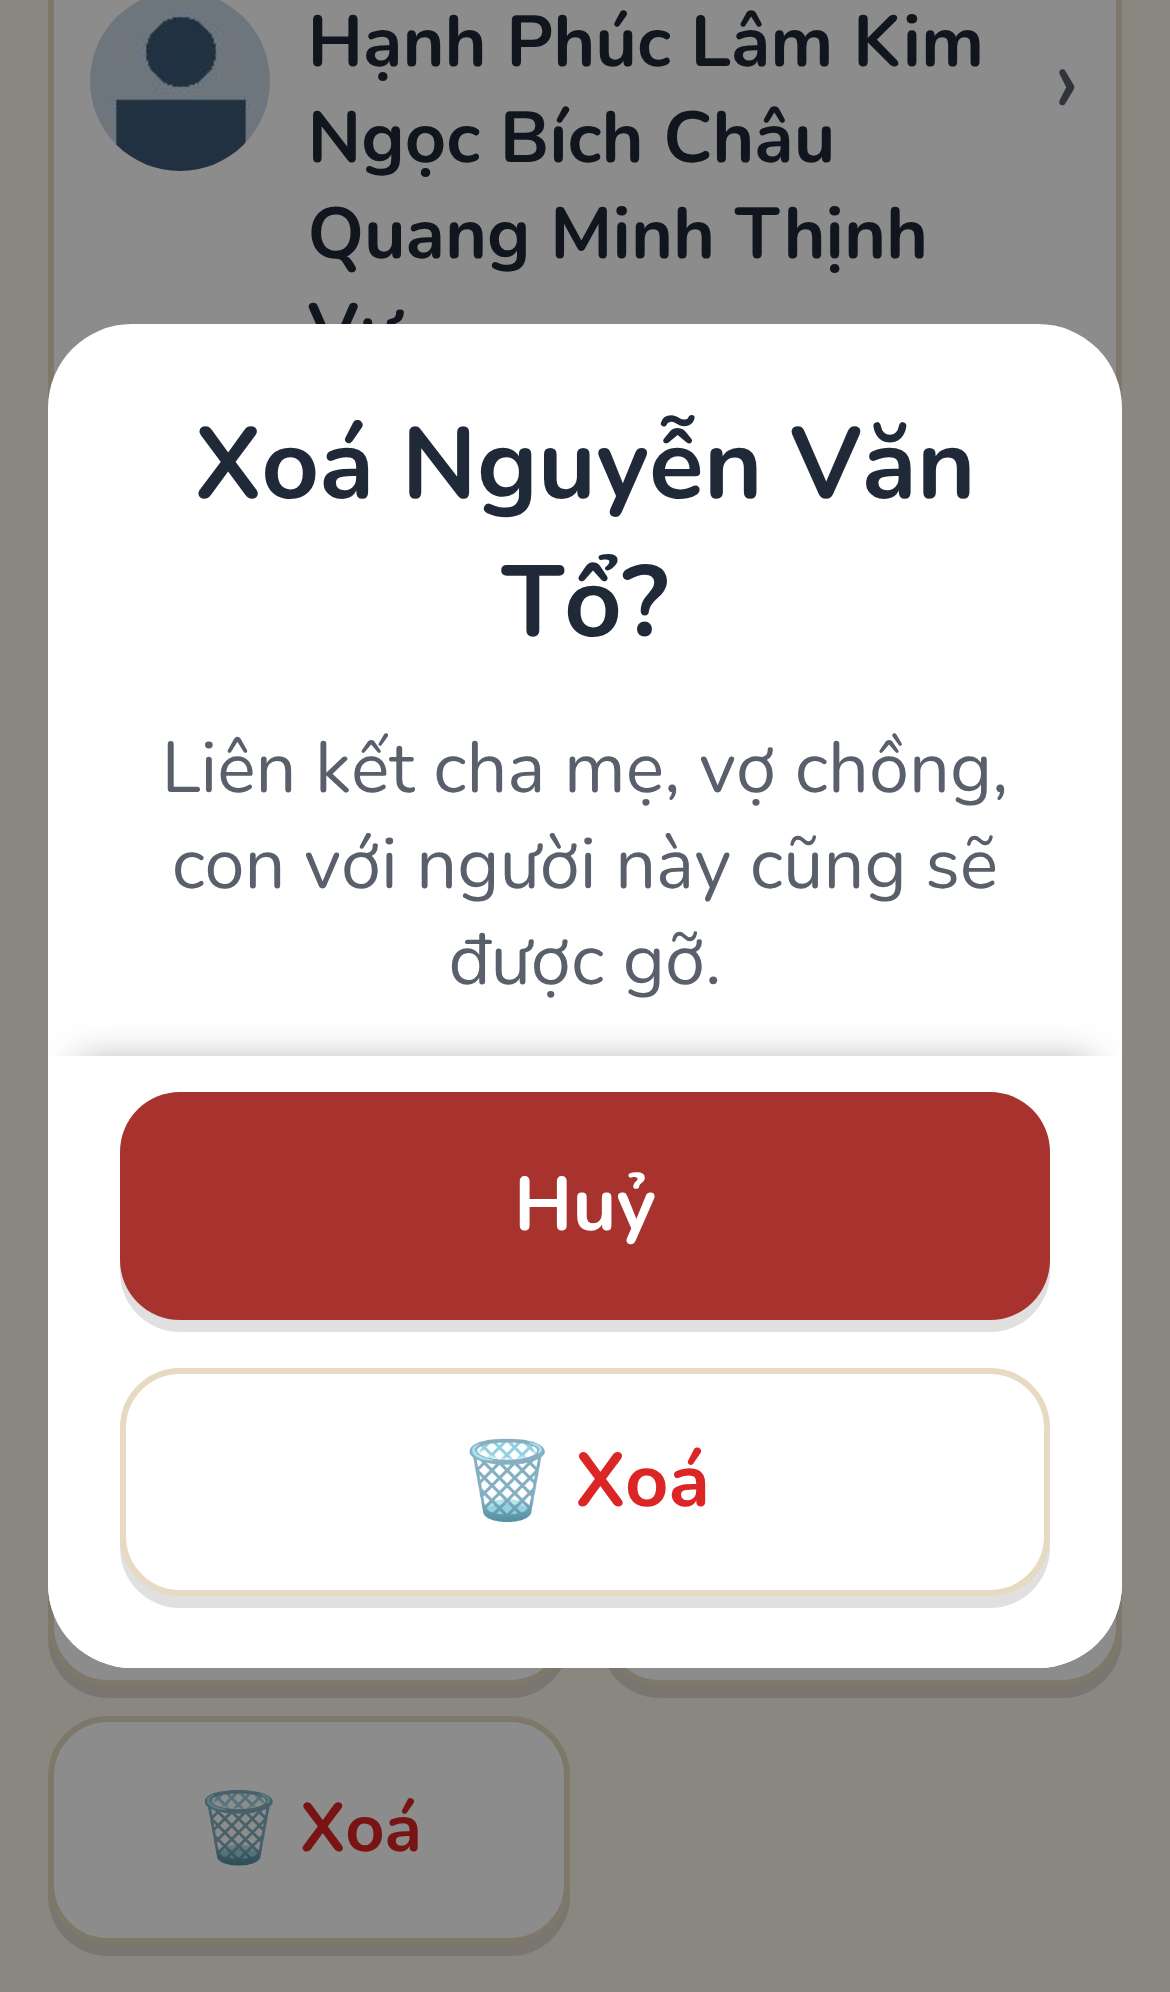 Hạnh Phúc Lâm Kim
Ngọc Bích Châu
Quang Minh Thịnh
Xoá Nguyễn Văn
Tổ?
Liên kết cha mẹ, vợ chồng,
con với người này cũng sẽ
được gỡ.
Huỷ
🗑️ Xoá
🗑️ Xoá